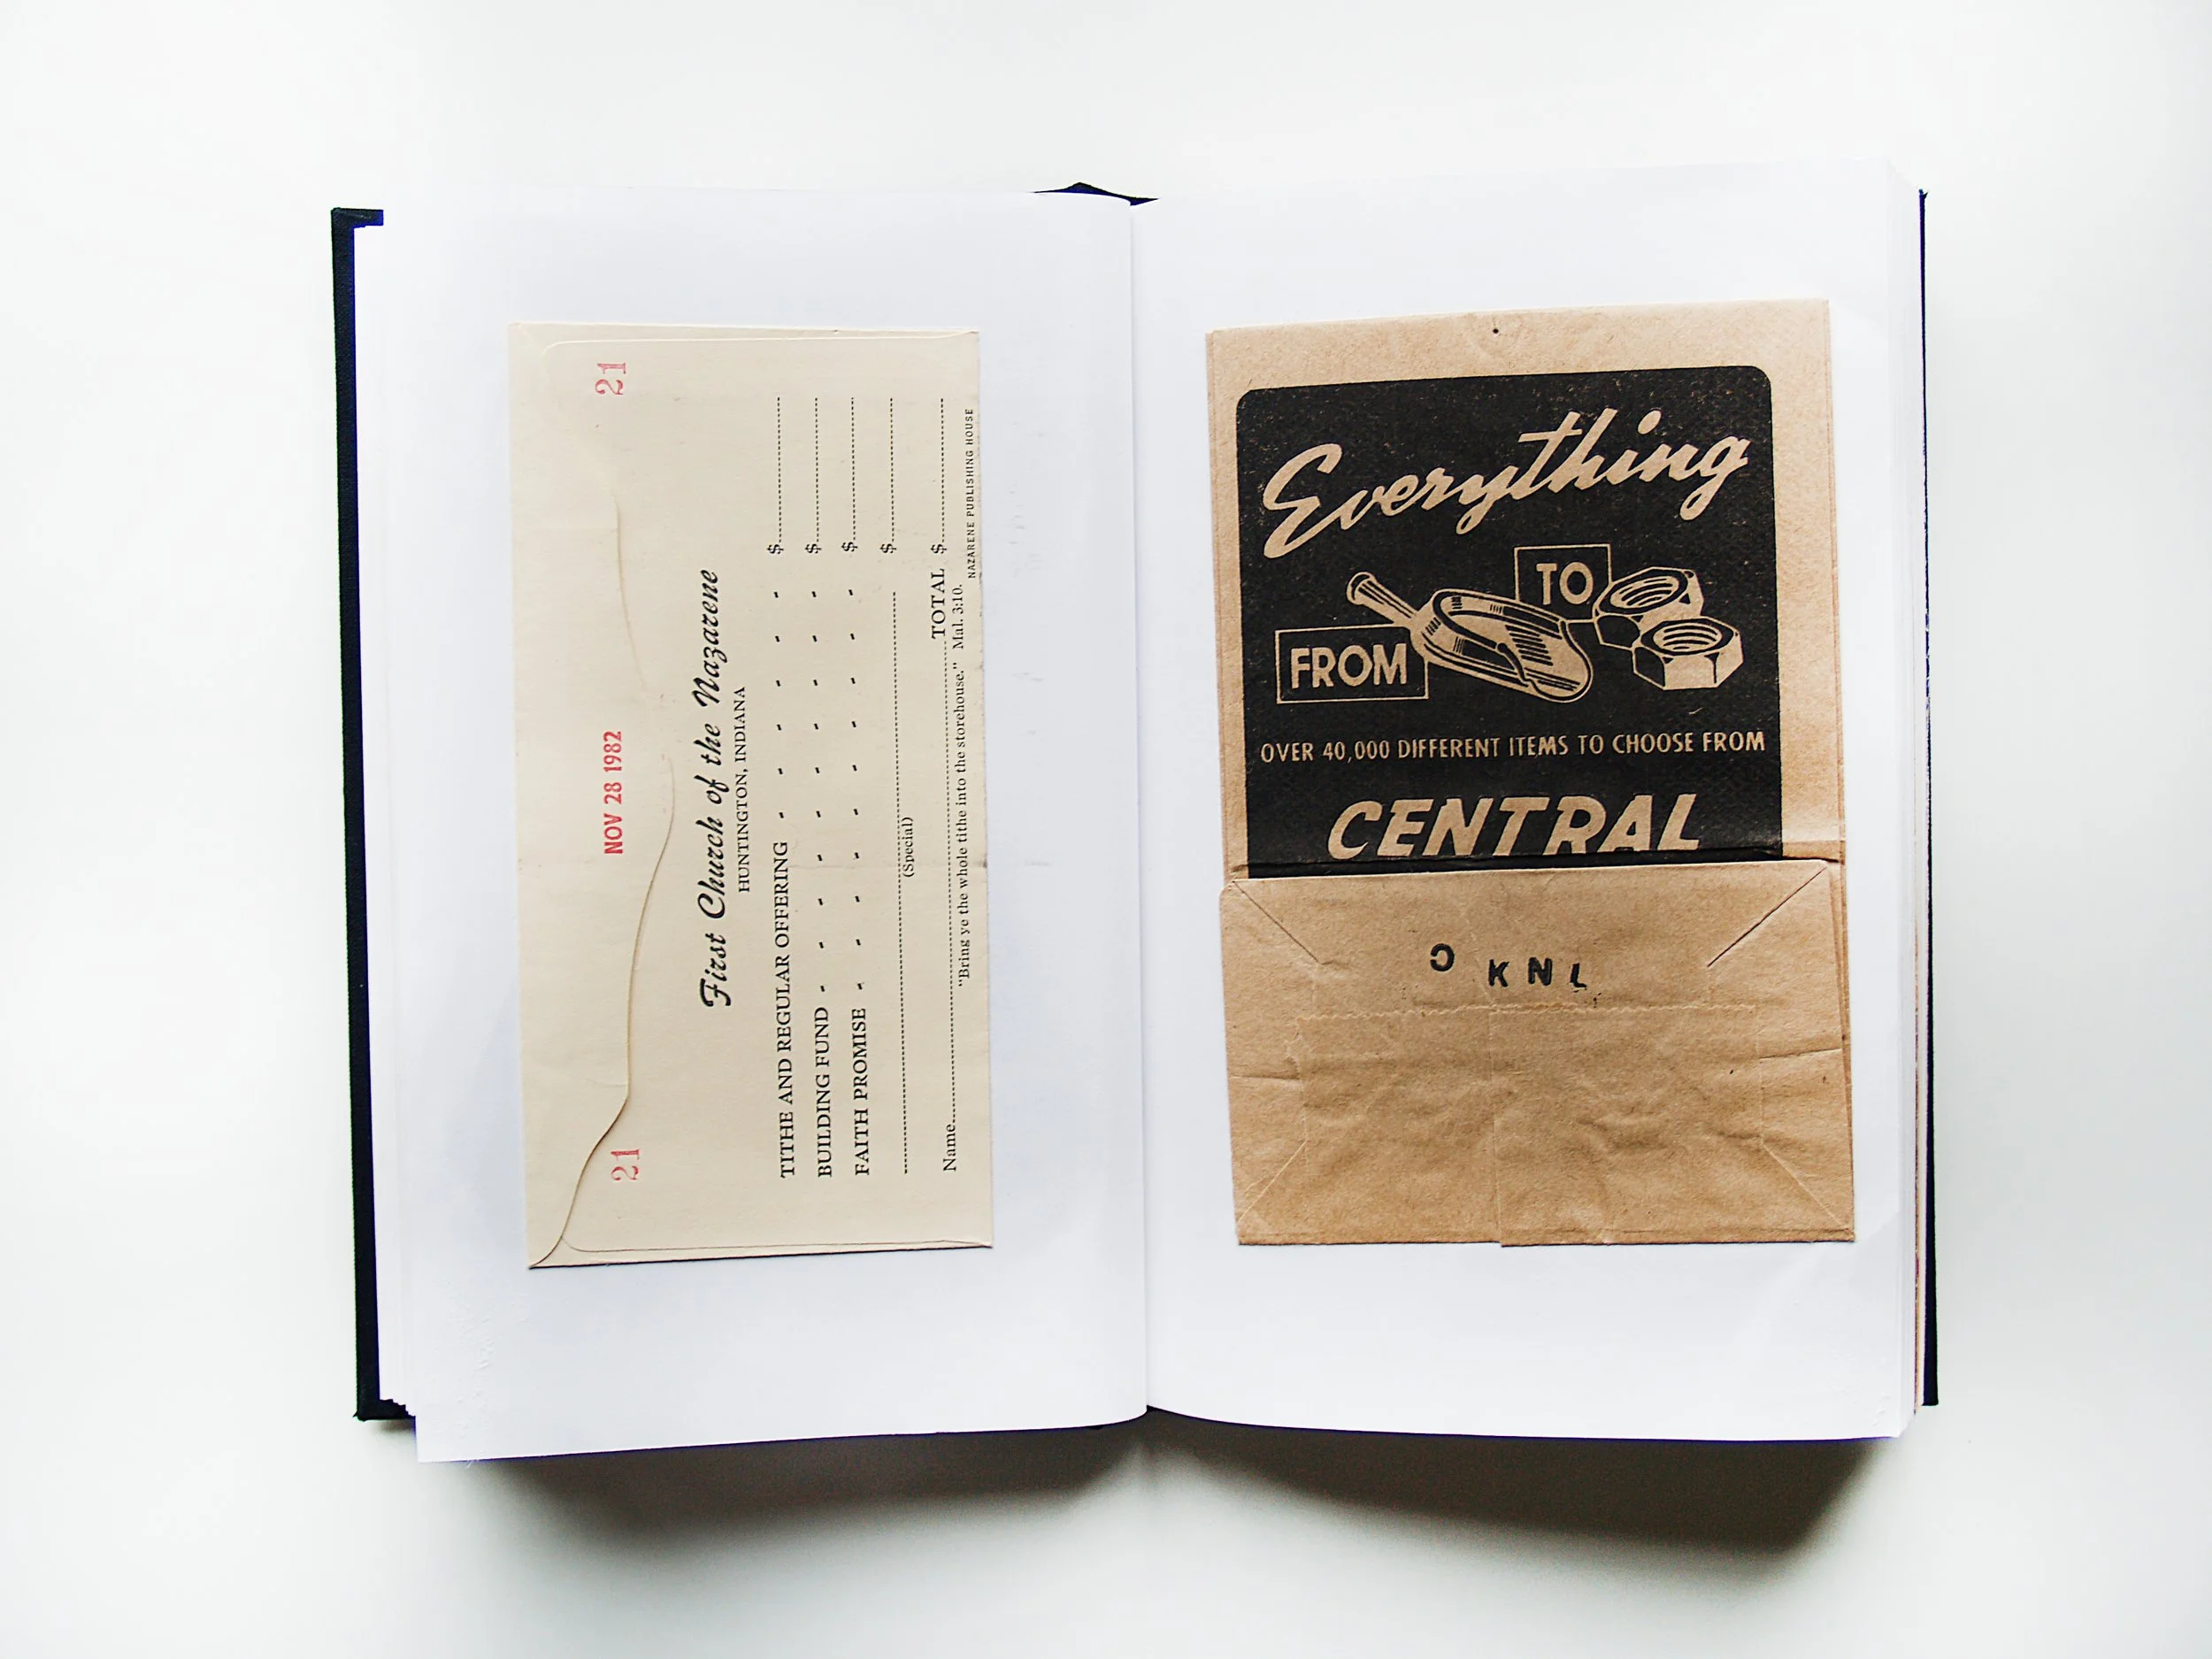 21 NOV 28 1982 21
First Church of the Nazarene
HUNTINGTON, INDIANA
TITHE AND REGULAR OFFERING - - - - - - $
BUILDING FUND - - - - - - - - - - $
FAITH PROMISE - - - - - - - - - - $
$
(Special)
Name TOTAL $
"Bring ye the whole tithe into the storehouse." Mal. 3:10.
NAZARENE PUBLISHING HOUSE
Everything
FROM TO
OVER 40,000 DIFFERENT ITEMS TO CHOOSE FROM
CENTRAL